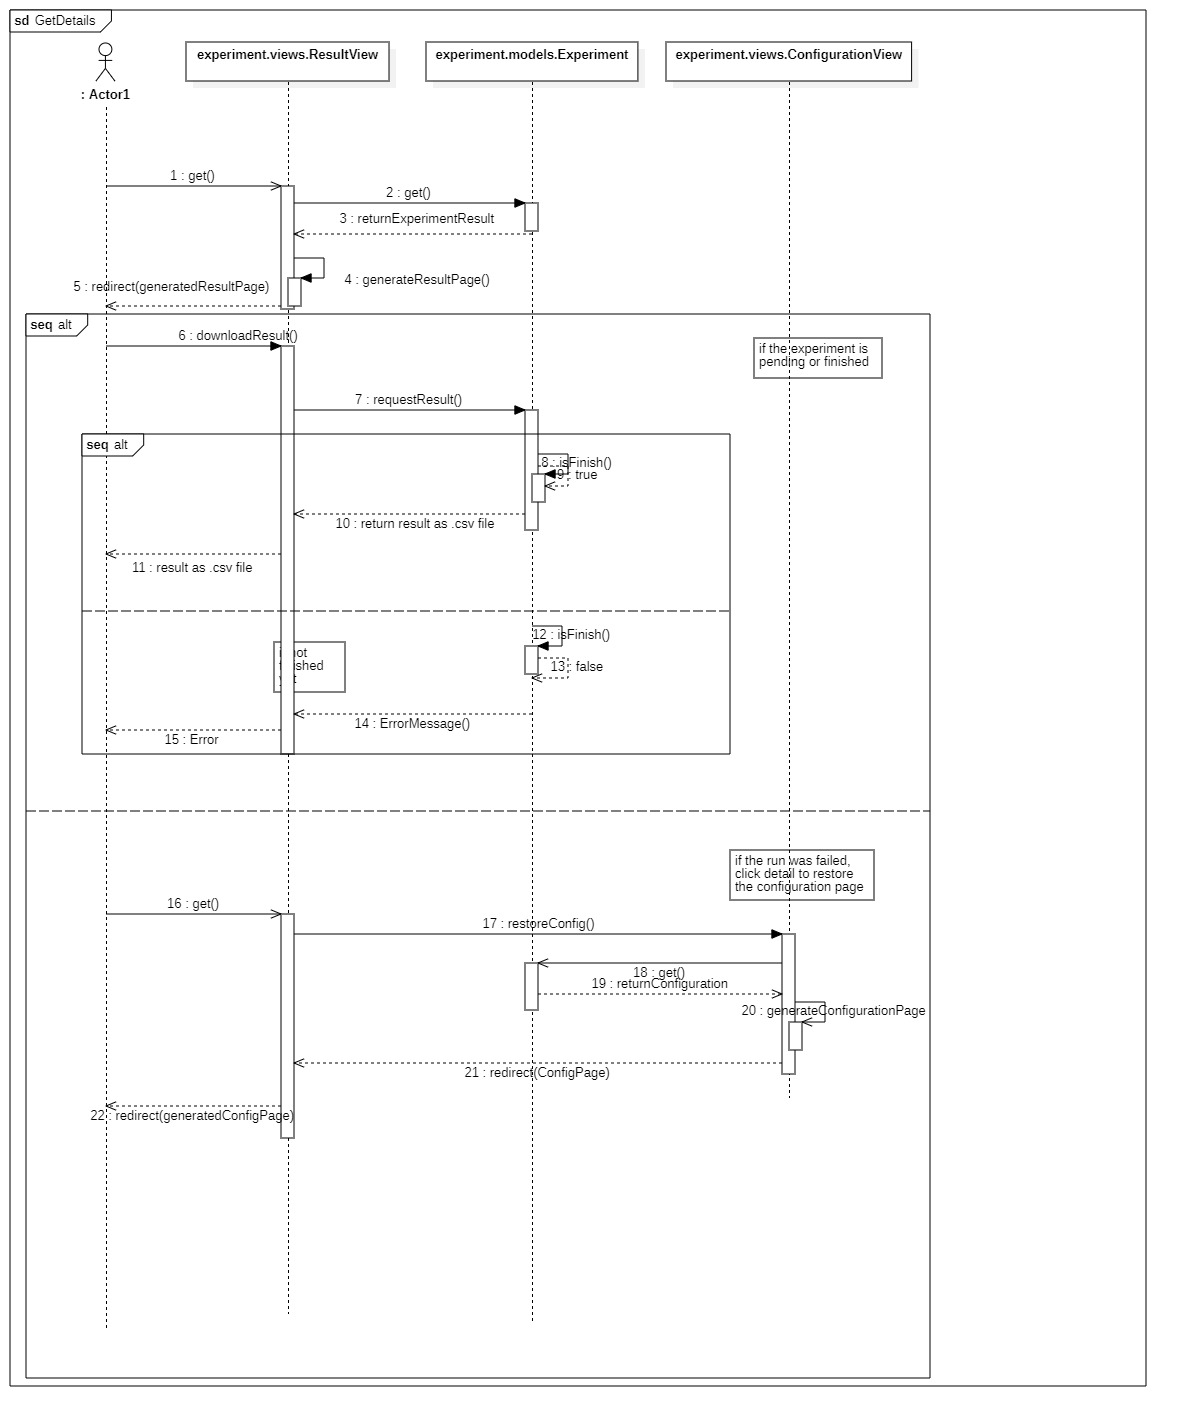 sd GetDetails
experiment.views.ResultView
experiment.models.Experiment
experiment.views.ConfigurationView
: Actor1
1 : get()
2 : get()
3 : returnExperimentResult
4 : generateResultPage()
5 : redirect(generatedResultPage)
seq alt
6 : downloadResult()
if the experiment is
pending or finished
7 : requestResult()
seq alt
8 : isFinish()
9 : true
10 : return result as .csv file
11 : result as .csv file
12 : isFinish()
not
13 : false
14 : ErrorMessage()
15 : Error
if the run was failed,
click detail to restore
the configuration page
16 : get()
17 : restoreConfig()
18 : get()
19 : returnConfiguration
20 : generateConfigurationPage
21 : redirect(ConfigPage)
22 : redirect(generatedConfigPage)